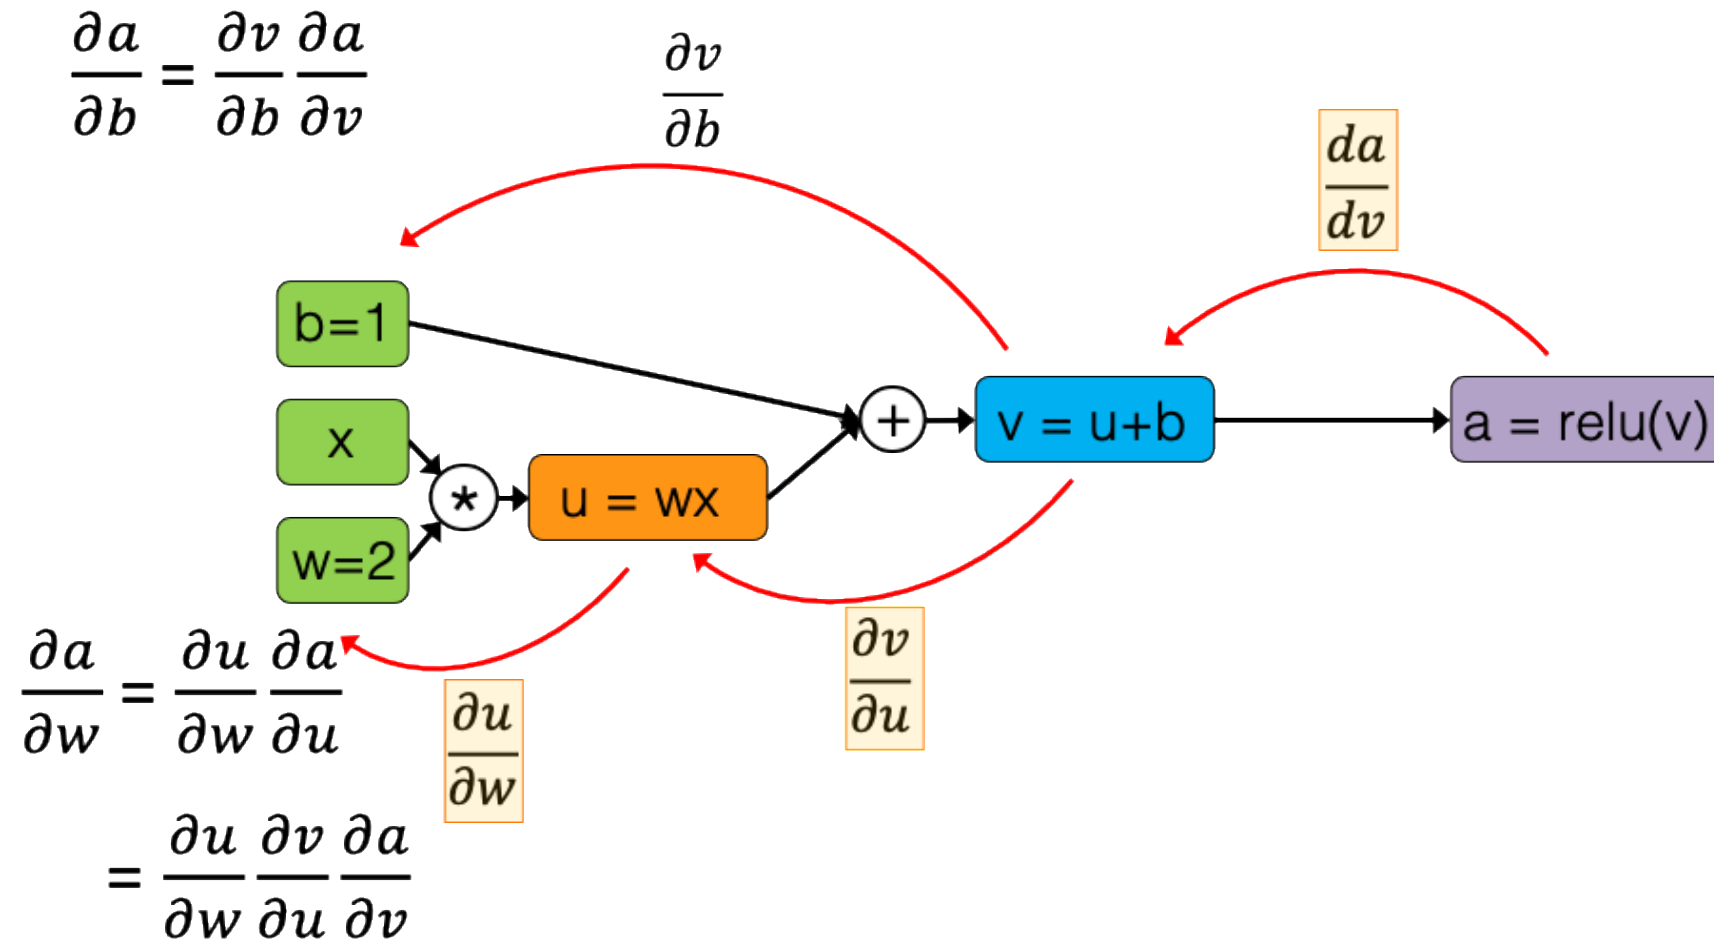 ∂a/∂b = ∂v/∂b ∂a/∂v
∂v/∂b
da/dv
b=1
x
w=2
*
u = wx
+
v = u+b
a = relu(v)
∂a/∂w = ∂u/∂w ∂a/∂u
= ∂u/∂w ∂v/∂u ∂a/∂v
∂u/∂w
∂v/∂u